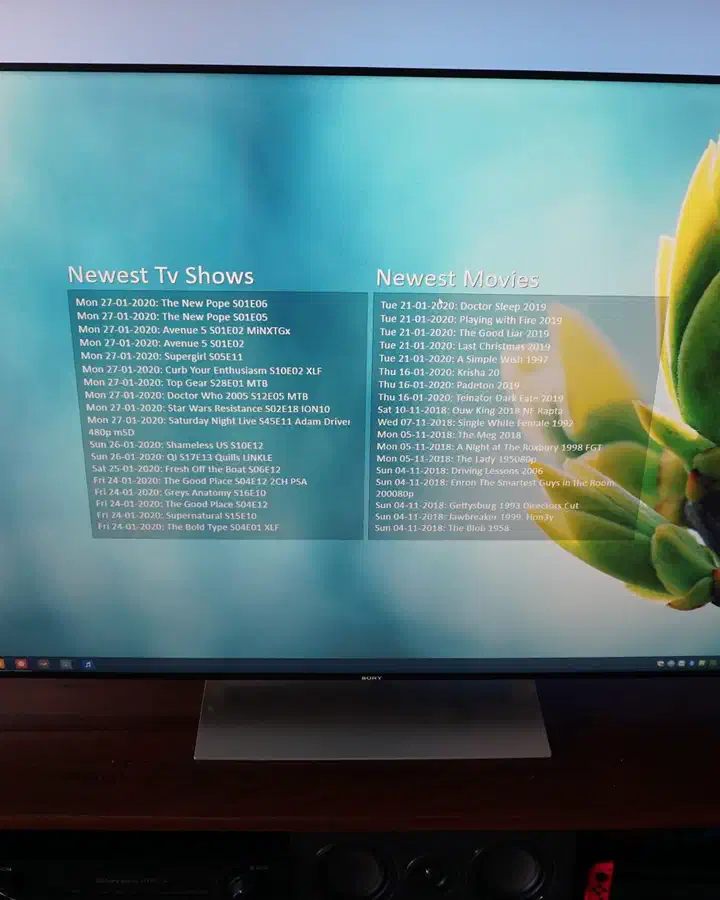 Newest Tv Shows
Mon 27-01-2020: The New Pope S01E06
Mon 27-01-2020: The New Pope S01E05
Mon 27-01-2020: Avenue 5 S01E02 MiNXTGx
Mon 27-01-2020: Avenue 5 S01E02
Mon 27-01-2020: Supergirl S05E11
Mon 27-01-2020: Curb Your Enthusiasm S10E02 XLF
Mon 27-01-2020: Top Gear S28E01 MTB
Mon 27-01-2020: Doctor Who 2005 S12E05 MTB
Mon 27-01-2020: Star Wars Resistance S02E18 ION10
Mon 27-01-2020: Saturday Night Live S45E11 Adam Driver
480p mSD
Sun 26-01-2020: Shameless US S10E12
Sun 26-01-2020: QI S17E13 Quills LiNKLE
Sat 25-01-2020: Fresh Off the Boat S06E12
Fri 24-01-2020: The Good Place S04E12 2CH PSA
Fri 24-01-2020: Greys Anatomy S16E10
Fri 24-01-2020: The Good Place S04E12
Fri 24-01-2020: Supernatural S15E10
Fri 24-01-2020: The Bold Type S04E01 XLF
Newest Movies
Tue 21-01-2020: Doctor Sleep 2019
Tue 21-01-2020: Playing with Fire 2019
Tue 21-01-2020: The Good Liar 2019
Tue 21-01-2020: Last Christmas 2019
Tue 21-01-2020: A Simple Wish 1997
Thu 16-01-2020: Krisha 20
Thu 16-01-2020: Padeton 2019
Thu 16-01-2020: Telnator Dark Fate 2019
Sat 10-11-2018: Ouw King 2018 NF Rapta
Wed 07-11-2018: Single White Female 1992
Mon 05-11-2018: The Meg 2018
Mon 05-11-2018: A Night at The Roxbury 1998 FGT
Mon 05-11-2018: The Lady 195080p
Sun 04-11-2018: Driving Lessons 2006
Sun 04-11-2018: Enron The Smartest Guys in the Room
200080p
Sun 04-11-2018: Gettysburg 1993 Directors Cut
Sun 04-11-2018: Jawbreaker 1999
Sun 04-11-2018: The Blob 1958
SONY